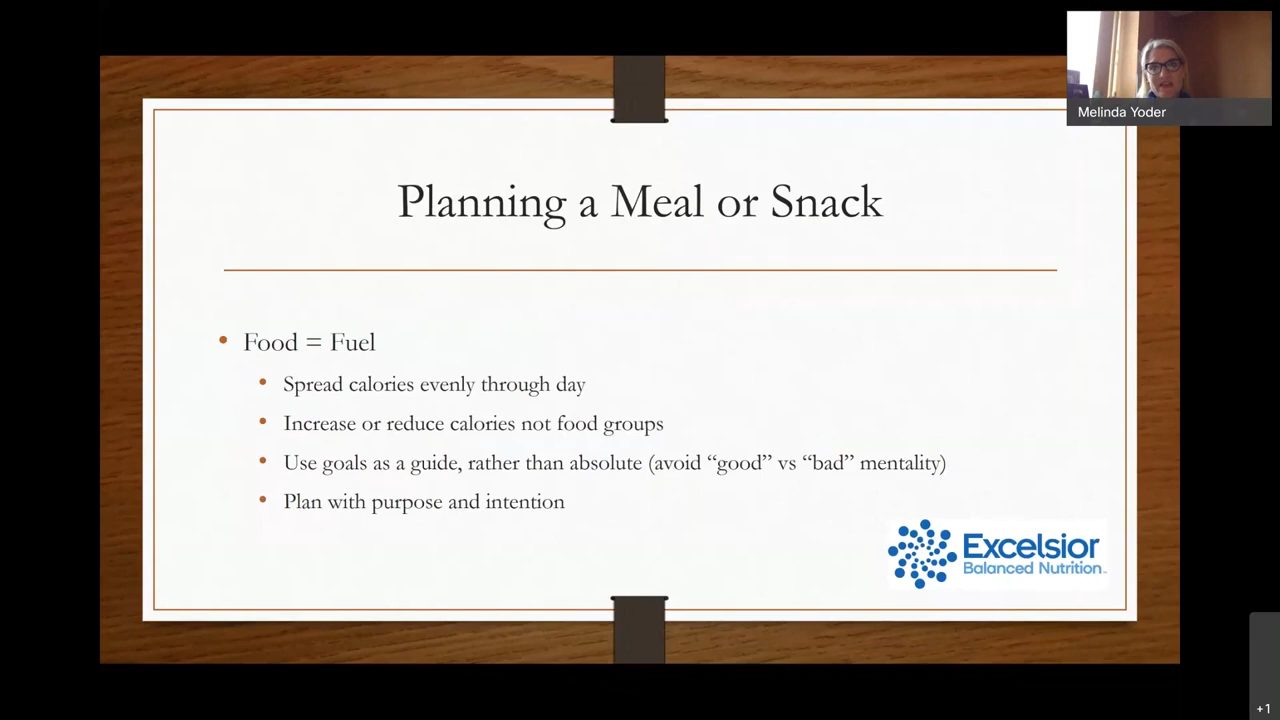 Melinda Yoder
Planning a Meal or Snack
• Food = Fuel
• Spread calories evenly through day
• Increase or reduce calories not food groups
• Use goals as a guide, rather than absolute (avoid “good” vs “bad” mentality)
• Plan with purpose and intention
Excelsior
Balanced Nutrition
+1